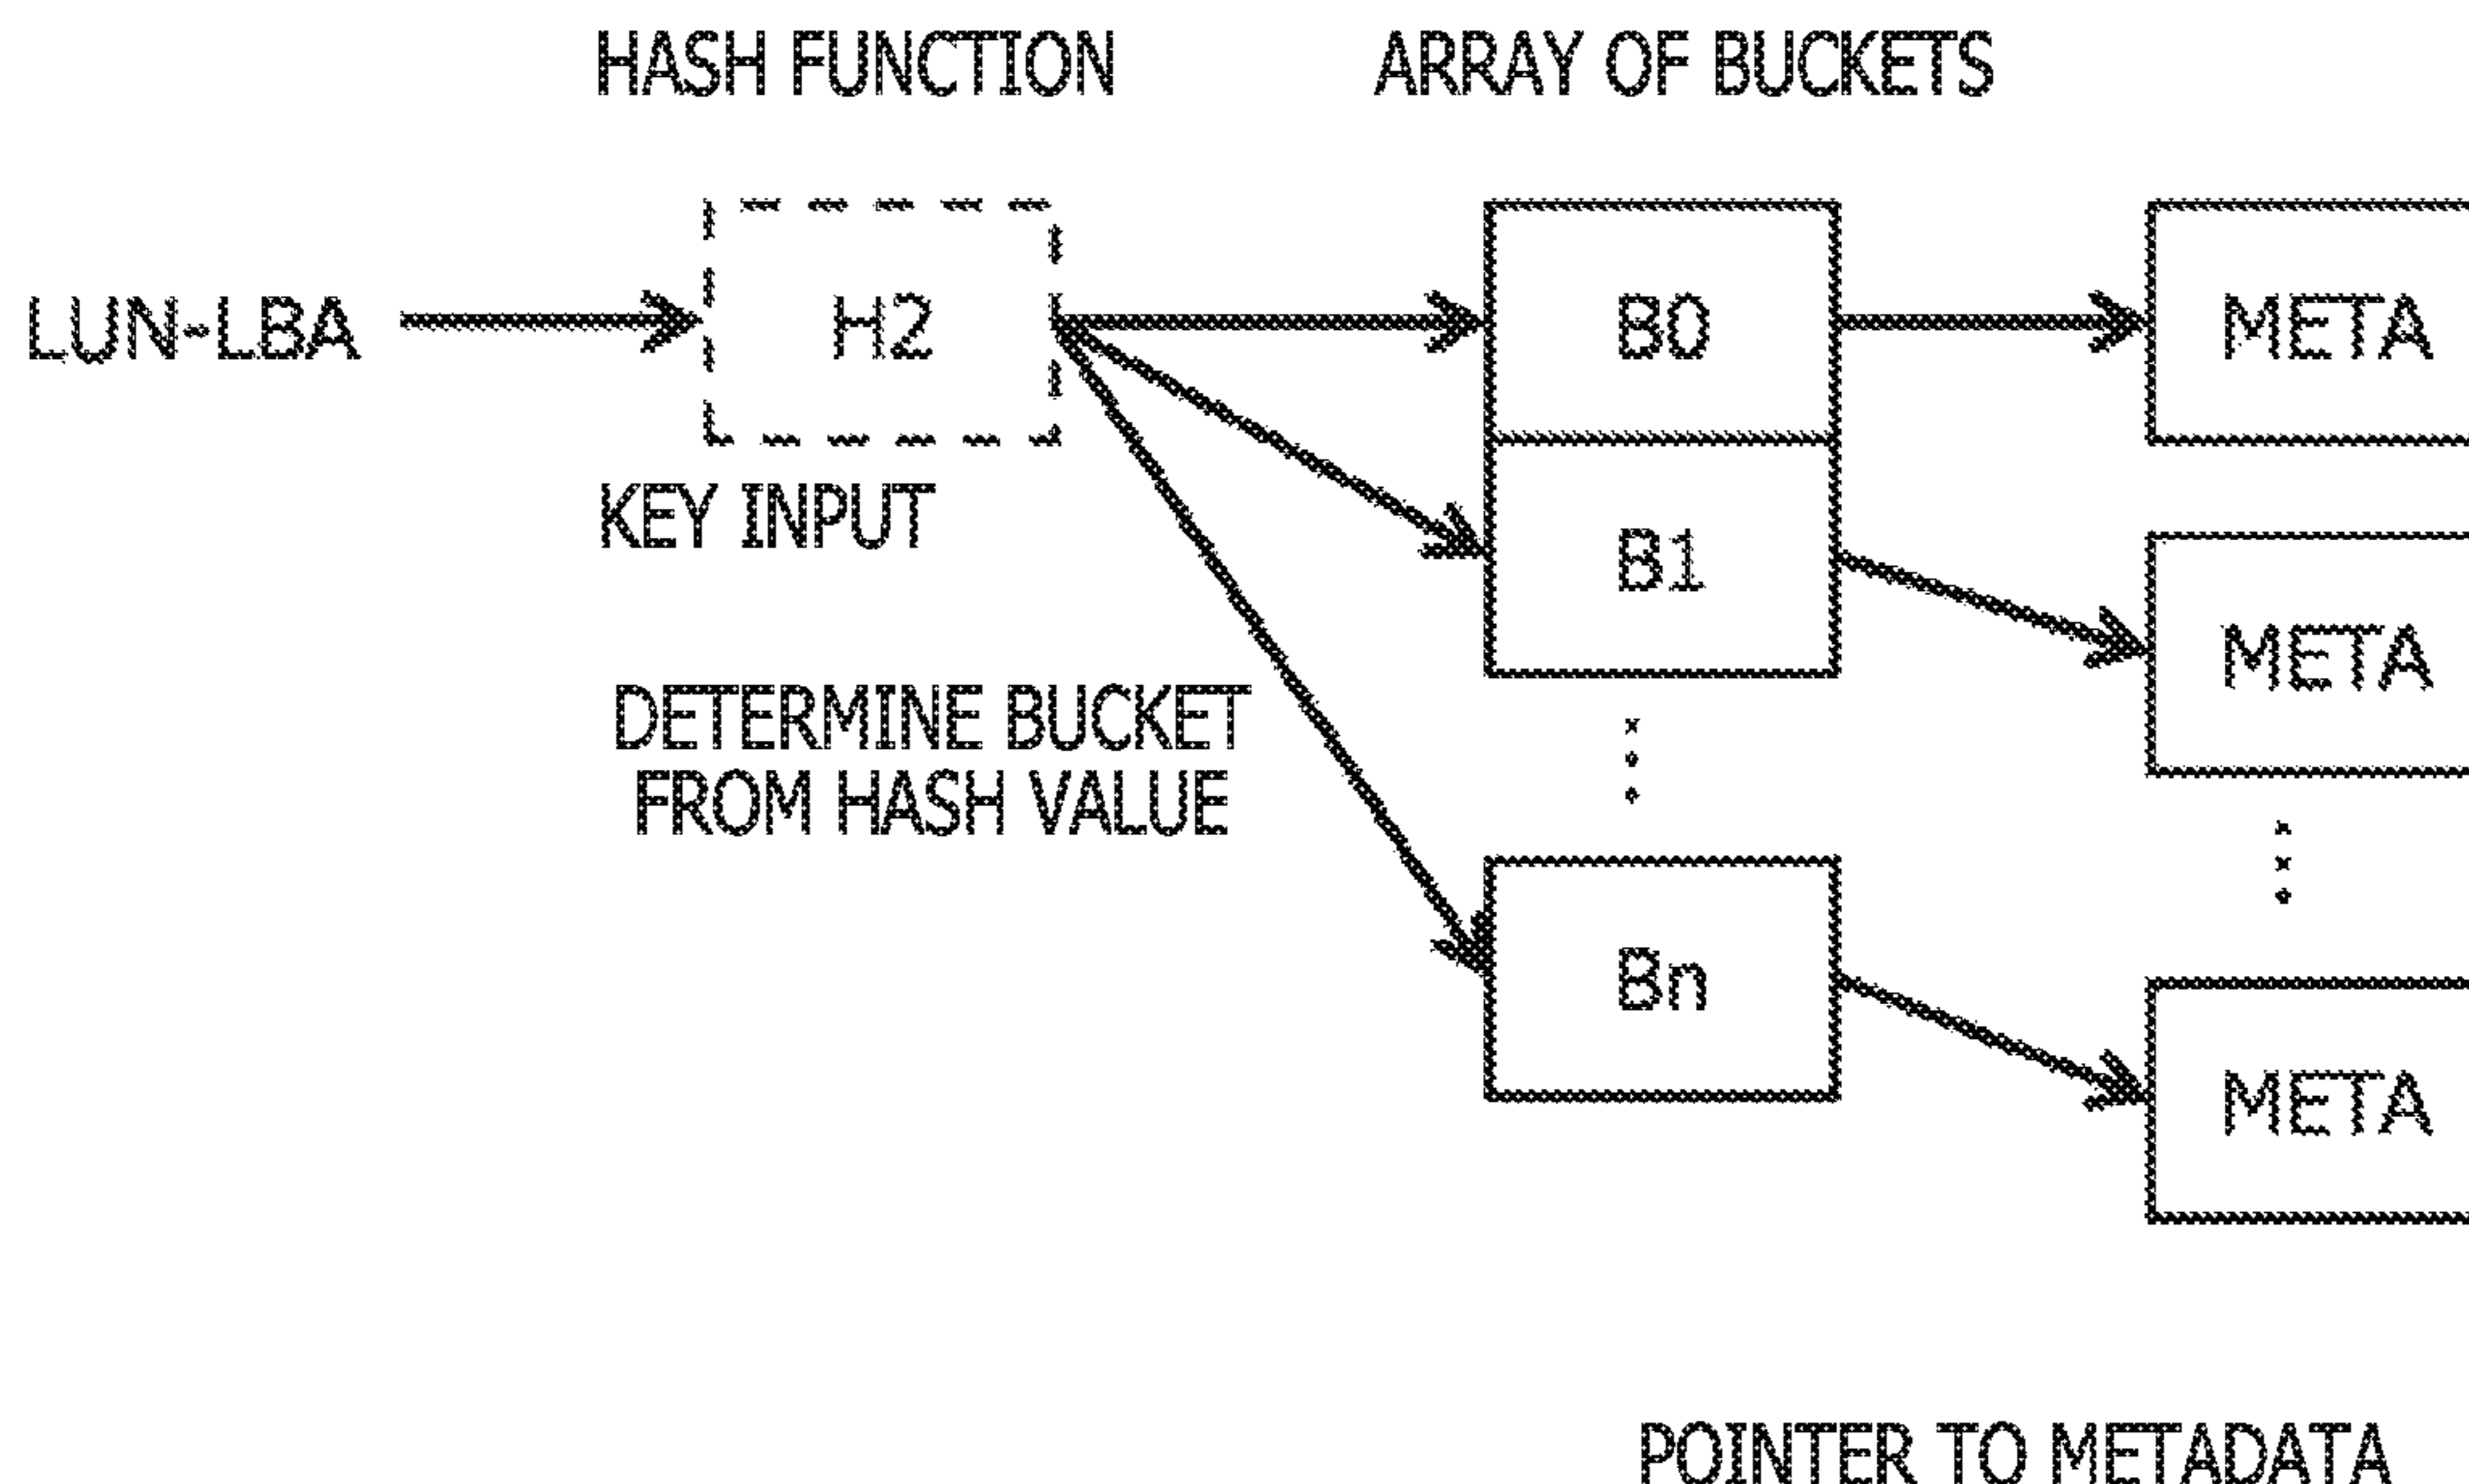 HASH FUNCTION
ARRAY OF BUCKETS
LUN-LBA
H2
B0
META
KEY INPUT
B1
META
DETERMINE BUCKET
FROM HASH VALUE
Bn
META
POINTER TO METADATA